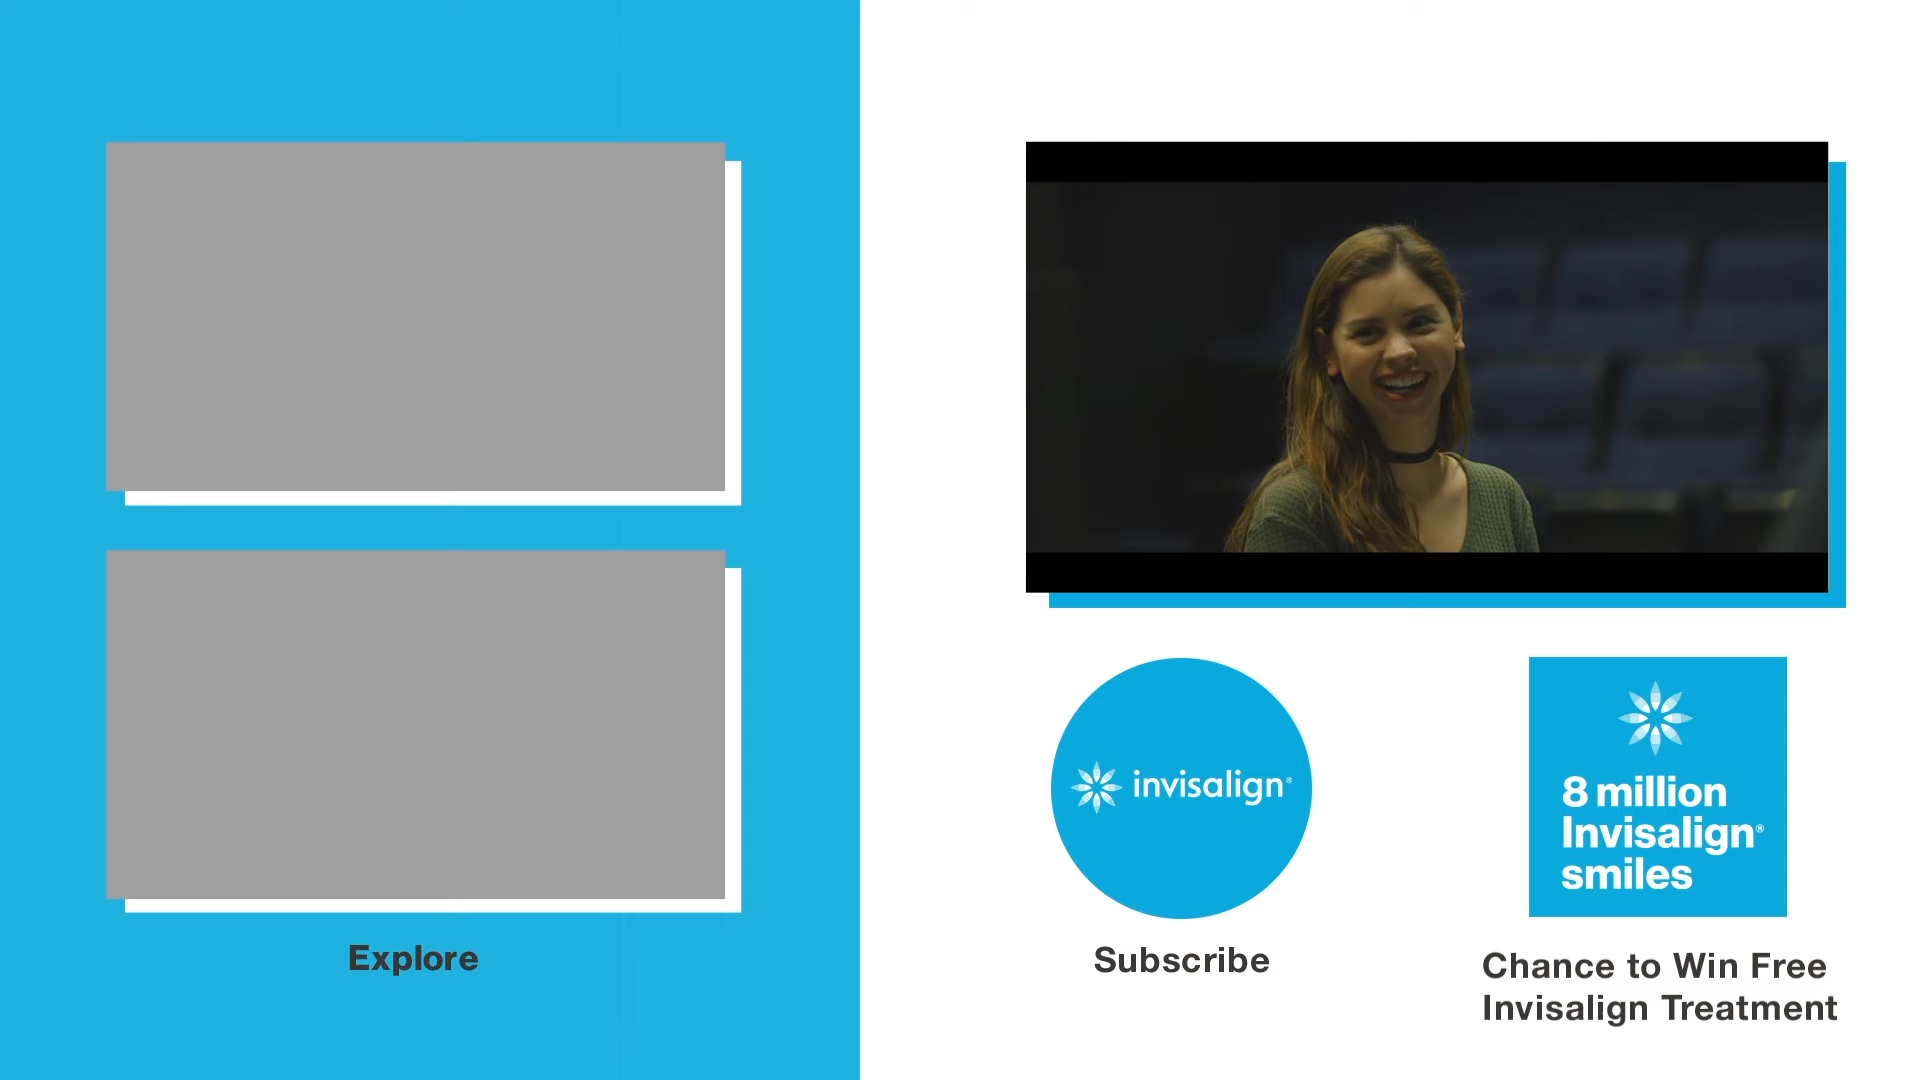 Explore
invisalign®
Subscribe
8 million
Invisalign®
smiles
Chance to Win Free
Invisalign Treatment